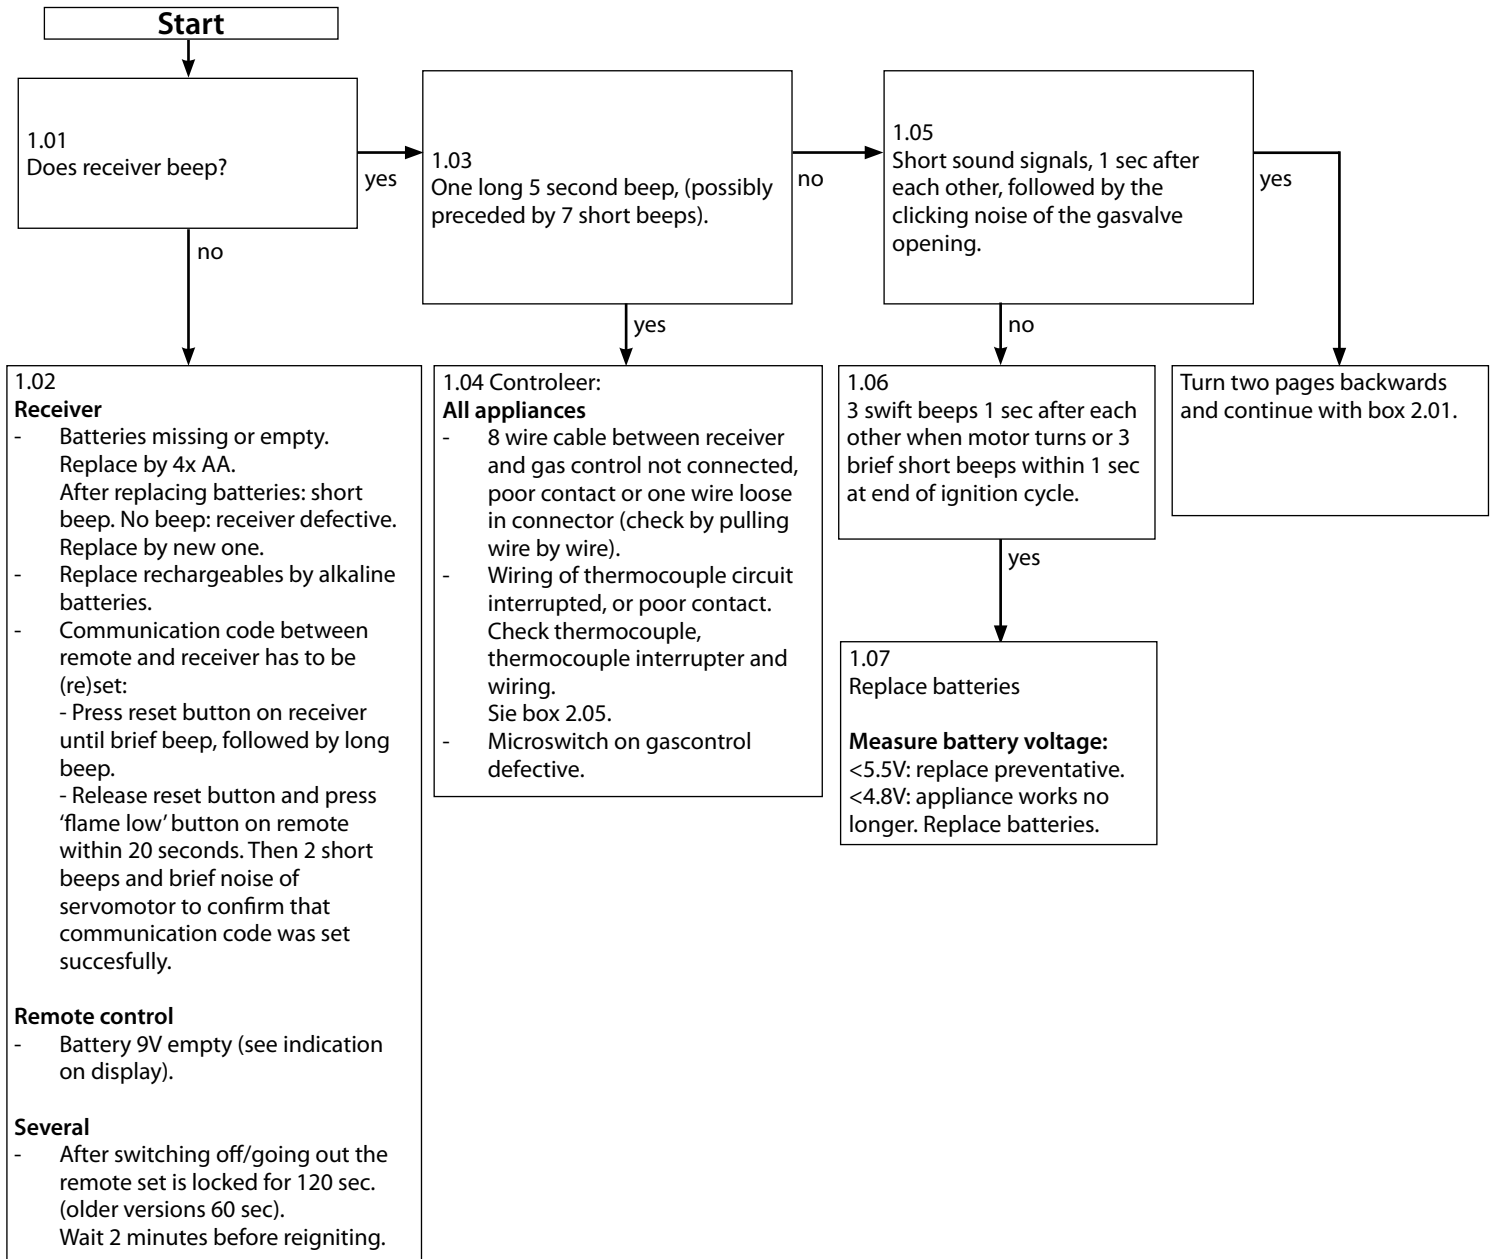 Start
1.01
Does receiver beep?
yes
no
1.03
One long 5 second beep, (possibly
preceded by 7 short beeps).
no
yes
1.05
Short sound signals, 1 sec after
each other, followed by the
clicking noise of the gasvalve
opening.
yes
no
1.02
Receiver
- Batteries missing or empty.
Replace by 4x AA.
After replacing batteries: short
beep. No beep: receiver defective.
Replace by new one.
- Replace rechargeables by alkaline
batteries.
- Communication code between
remote and receiver has to be
(re)set:
- Press reset button on receiver
until brief beep, followed by long
beep.
- Release reset button and press
‘flame low’ button on remote
within 20 seconds. Then 2 short
beeps and brief noise of
servomotor to confirm that
communication code was set
succesfully.
Remote control
- Battery 9V empty (see indication
on display).
Several
- After switching off/going out the
remote set is locked for 120 sec.
(older versions 60 sec).
Wait 2 minutes before reigniting.
1.04 Controleer:
All appliances
- 8 wire cable between receiver
and gas control not connected,
poor contact or one wire loose
in connector (check by pulling
wire by wire).
- Wiring of thermocouple circuit
interrupted, or poor contact.
Check thermocouple,
thermocouple interrupter and
wiring.
Sie box 2.05.
- Microswitch on gascontrol
defective.
1.06
3 swift beeps 1 sec after each
other when motor turns or 3
brief short beeps within 1 sec
at end of ignition cycle.
yes
1.07
Replace batteries
Measure battery voltage:
<5.5V: replace preventative.
<4.8V: appliance works no
longer. Replace batteries.
Turn two pages backwards
and continue with box 2.01.